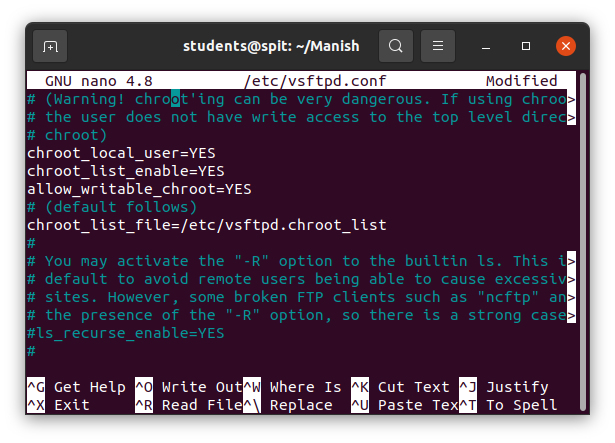 students@spit: ~/Manish
GNU nano 4.8 /etc/vsftpd.conf Modified
# (Warning! chroot'ing can be very dangerous. If using chroo>
# the user does not have write access to the top level direc>
# chroot)
chroot_local_user=YES
chroot_list_enable=YES
allow_writable_chroot=YES
# (default follows)
chroot_list_file=/etc/vsftpd.chroot_list
#
# You may activate the "-R" option to the builtin ls. This i>
# default to avoid remote users being able to cause excessiv>
# sites. However, some broken FTP clients such as "ncftp" an>
# the presence of the "-R" option, so there is a strong case>
#ls_recurse_enable=YES
#
^G Get Help ^O Write Out^W Where Is ^K Cut Text ^J Justify
^X Exit ^R Read File^\ Replace ^U Paste Tex^T To Spell